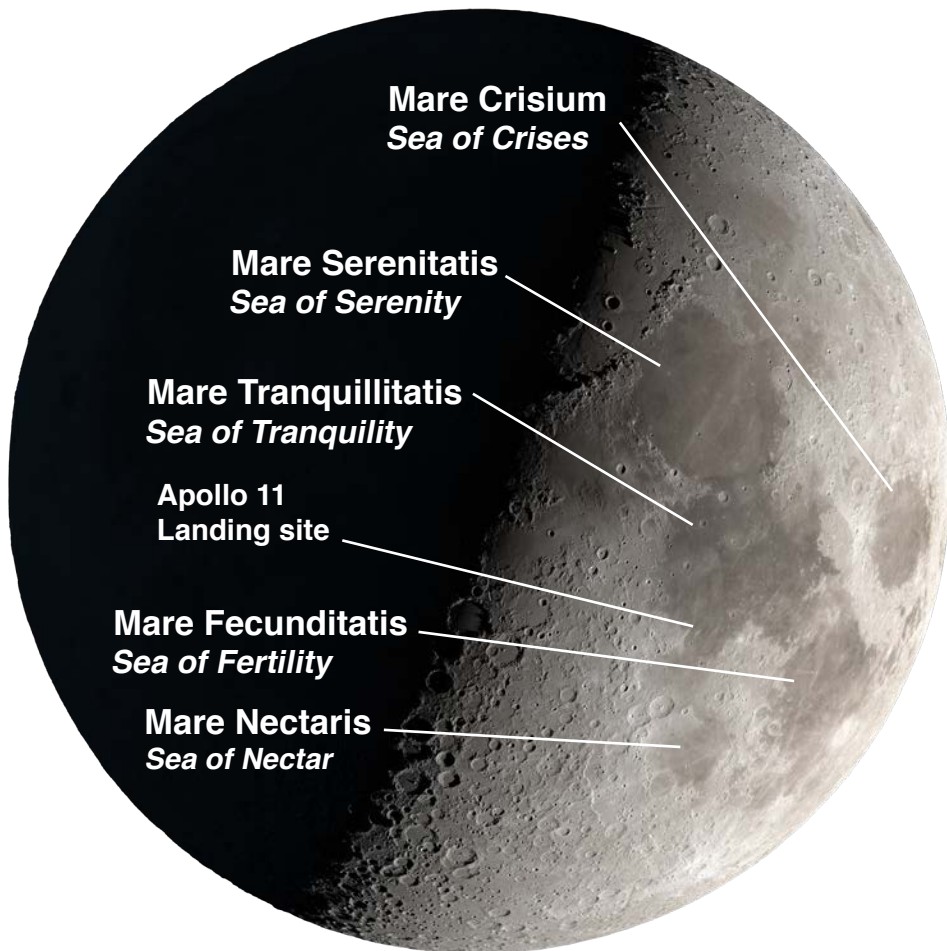 Mare Crisium
Sea of Crises
Mare Serenitatis
Sea of Serenity
Mare Tranquillitatis
Sea of Tranquility
Apollo 11
Landing site
Mare Fecunditatis
Sea of Fertility
Mare Nectaris
Sea of Nectar